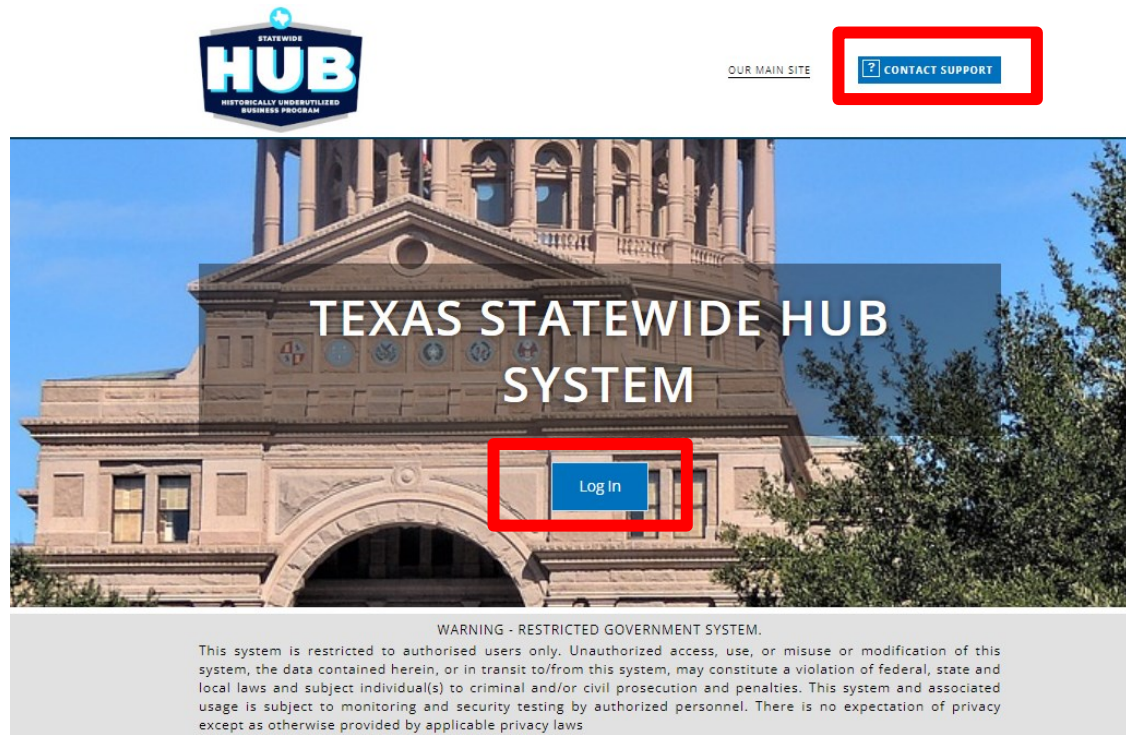 STATEWIDE
HUB
HISTORICALLY UNDERUTILIZED
BUSINESS PROGRAM
OUR MAIN SITE
? CONTACT SUPPORT
TEXAS STATEWIDE HUB
SYSTEM
Log In
WARNING - RESTRICTED GOVERNMENT SYSTEM.
This system is restricted to authorised users only. Unauthorized access, use, or misuse or modification of this
system, the data contained herein, or in transit to/from this system, may constitute a violation of federal, state and
local laws and subject individual(s) to criminal and/or civil prosecution and penalties. This system and associated
usage is subject to monitoring and security testing by authorized personnel. There is no expectation of privacy
except as otherwise provided by applicable privacy laws